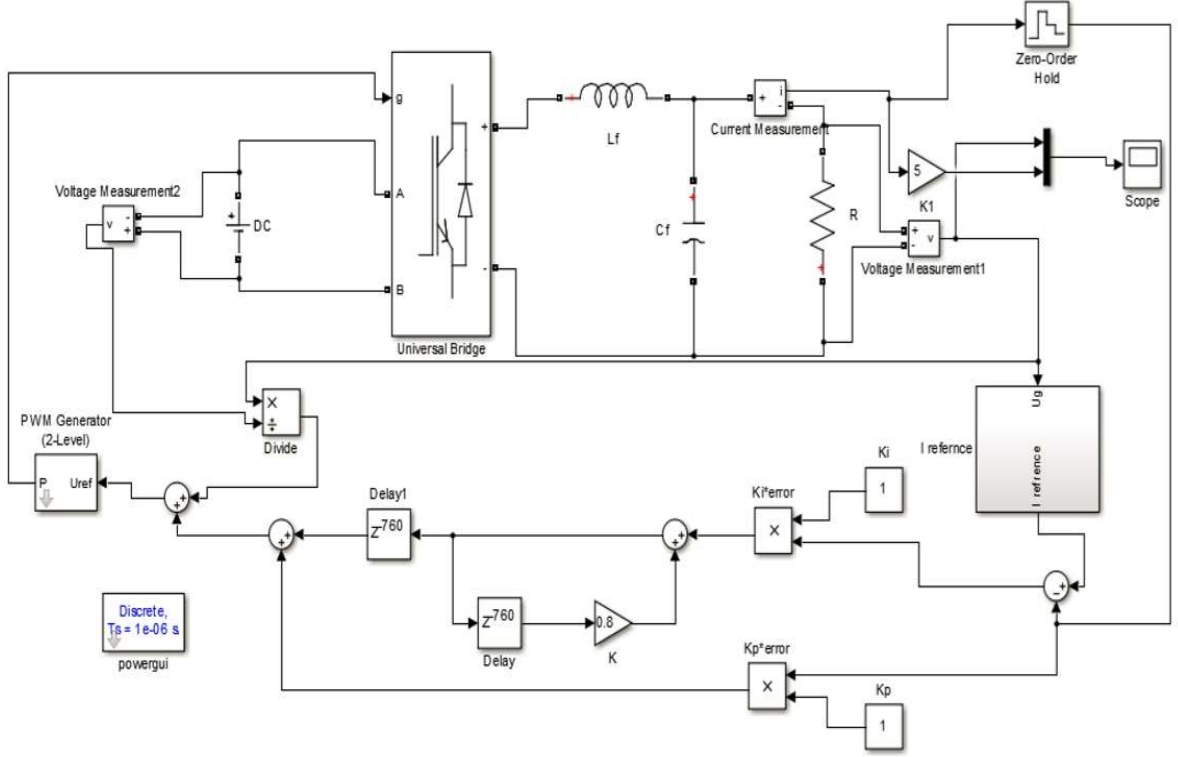 Zero-Order
Hold
g
+
i
+
-
Current Measurement
Lf
Voltage Measurement2
v
-
+
+
DC
A
B
-
Universal Bridge
+
Cf
R
+
5
K1
Scope
+
-
v
Voltage Measurement1
×
÷
Divide
PWM Generator
(2-Level)
P
Uref
Ug
I refernce
I refrence
Ki
1
Ki*error
×
Delay1
Z-760
+
+
+
+
+
+
-
+
Discrete,
Ts = 1e-06 s.
powergui
Z-760
Delay
0.8
K
Kp*error
×
Kp
1